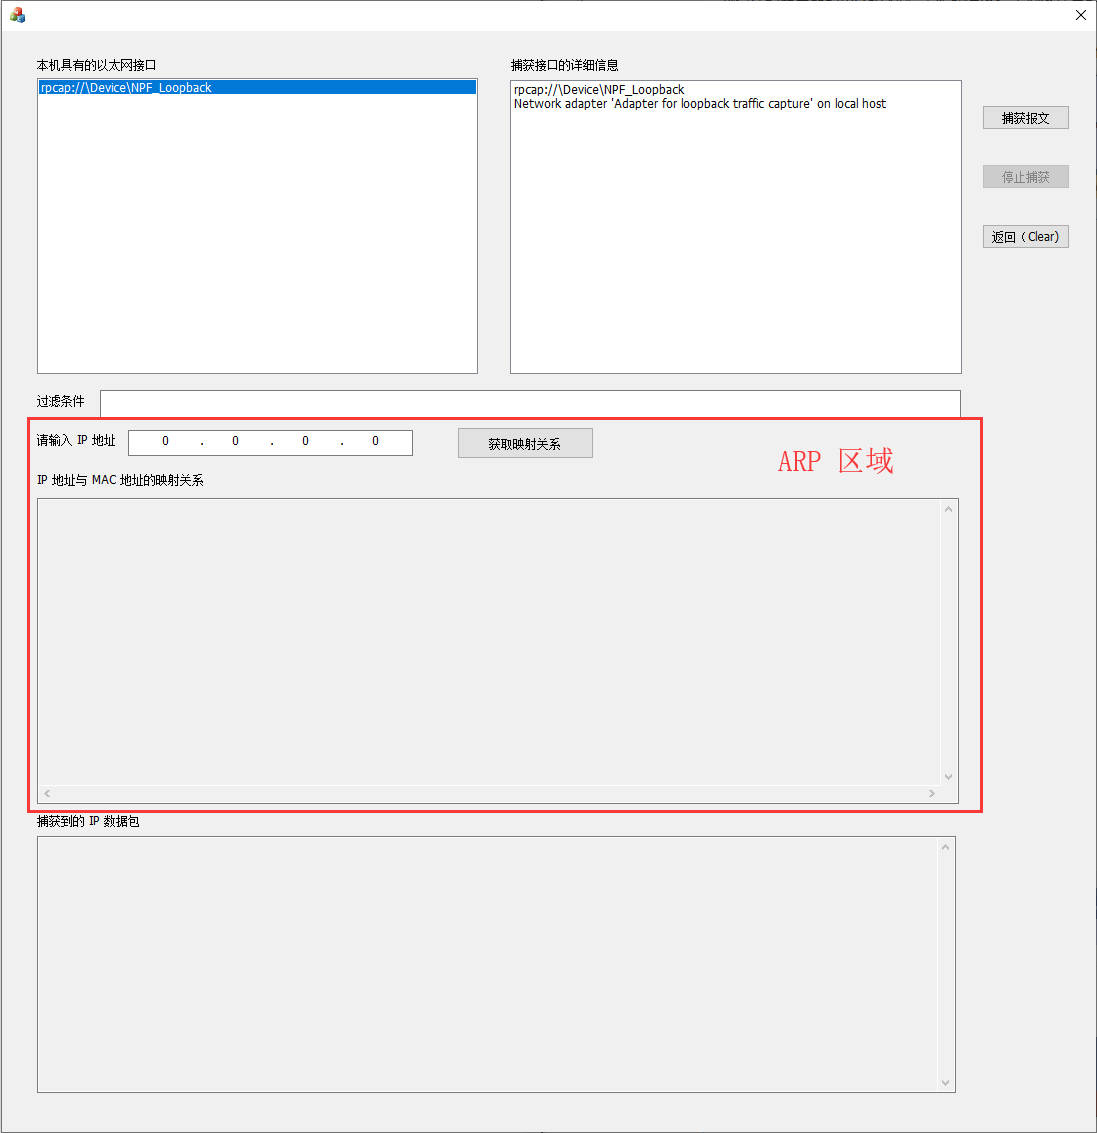 本机具有的以太网接口
rpcap://\Device\NPF_Loopback
捕获接口的详细信息
rpcap://\Device\NPF_Loopback
Network adapter 'Adapter for loopback traffic capture' on local host
捕获报文
停止捕获
返回（Clear)
过滤条件
请输入 IP 地址
0 . 0 . 0 . 0
获取映射关系
ARP 区域
IP 地址与 MAC 地址的映射关系
捕获到的 IP 数据包